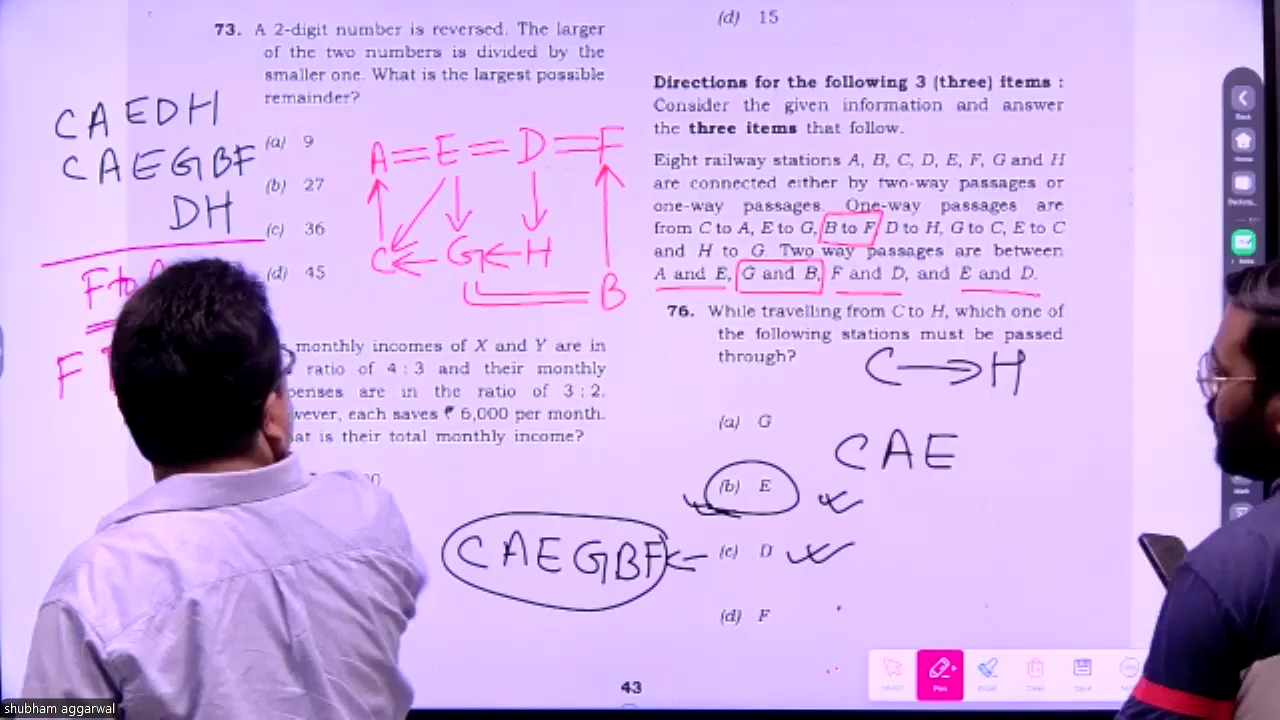 73. A 2-digit number is reversed. The larger
of the two numbers is divided by the
smaller one. What is the largest possible
remainder?
(a) 9
(b) 27
(c) 36
(d) 45
CAEDH
CAEGBF
DH
F to
F
A = E = D = F
C G H
B
monthly incomes of X and Y are in
ratio of 4 : 3 and their monthly
enses are in the ratio of 3 : 2.
wever, each saves ₹ 6,000 per month.
at is their total monthly income?
CAEGBF
(d) 15
Directions for the following 3 (three) items :
Consider the given information and answer
the three items that follow.
Eight railway stations A, B, C, D, E, F, G and H
are connected either by two-way passages or
one-way passages. One-way passages are
from C to A, E to G, B to F, D to H, G to C, E to C
and H to G. Two way passages are between
A and E, G and B, F and D, and E and D.
76. While travelling from C to H, which one of
the following stations must be passed
through?
C → H
(a) G
CAE
(b) E
(c) D
(d) F
43
Back
Pen
shubham aggarwal